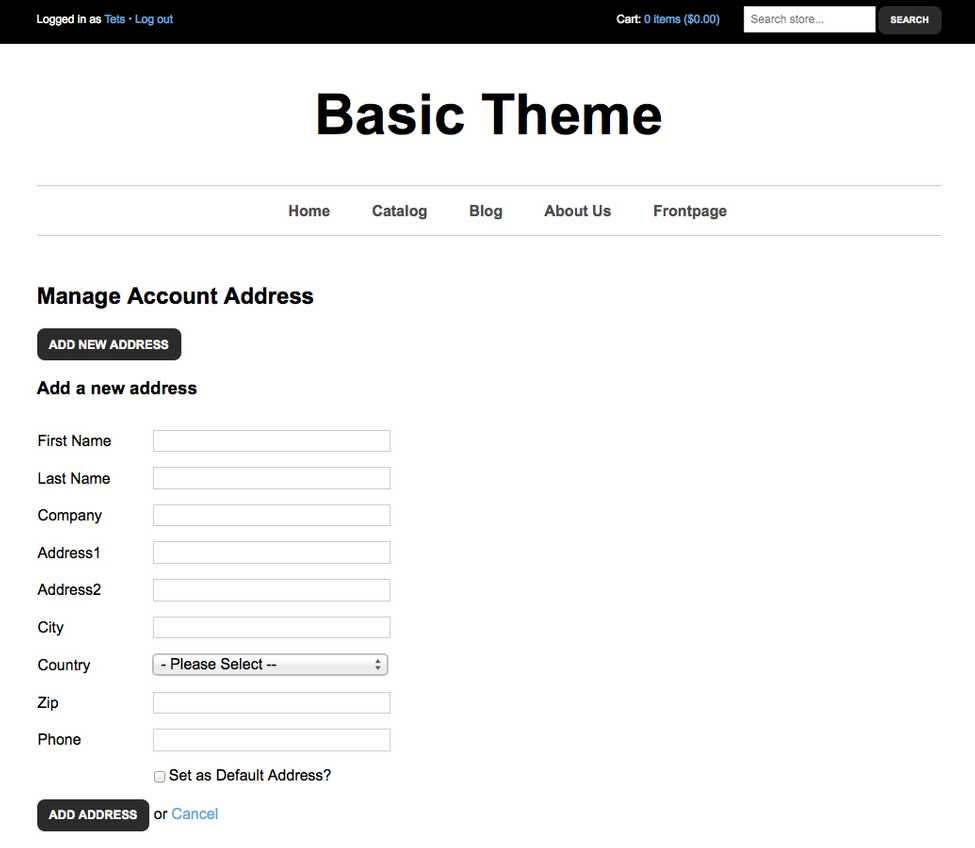 Logged in as Tets · Log out
Cart: 0 items ($0.00)
Search store...
SEARCH
Basic Theme
Home Catalog Blog About Us Frontpage
Manage Account Address
ADD NEW ADDRESS
Add a new address
First Name
Last Name
Company
Address1
Address2
City
Country - Please Select --
Zip
Phone
Set as Default Address?
ADD ADDRESS or Cancel